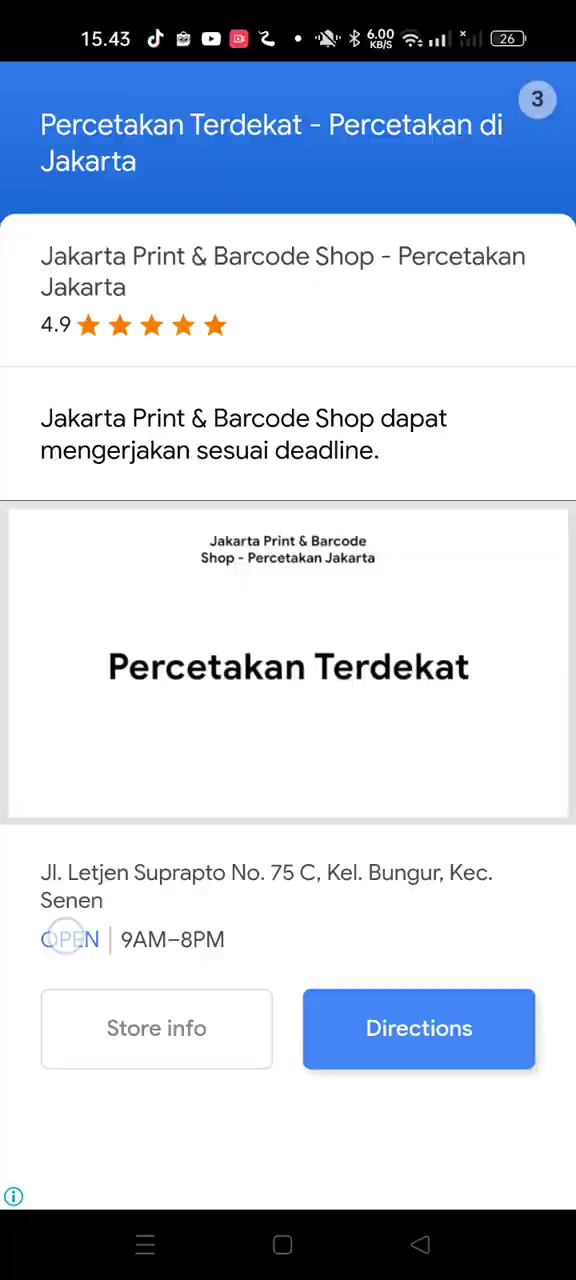 15.43
6.00
KB/S
26
3
Percetakan Terdekat - Percetakan di
Jakarta
Jakarta Print & Barcode Shop - Percetakan
Jakarta
4.9
Jakarta Print & Barcode Shop dapat
mengerjakan sesuai deadline.
Jakarta Print & Barcode
Shop - Percetakan Jakarta
Percetakan Terdekat
Jl. Letjen Suprapto No. 75 C, Kel. Bungur, Kec.
Senen
OPEN | 9AM–8PM
Store info
Directions